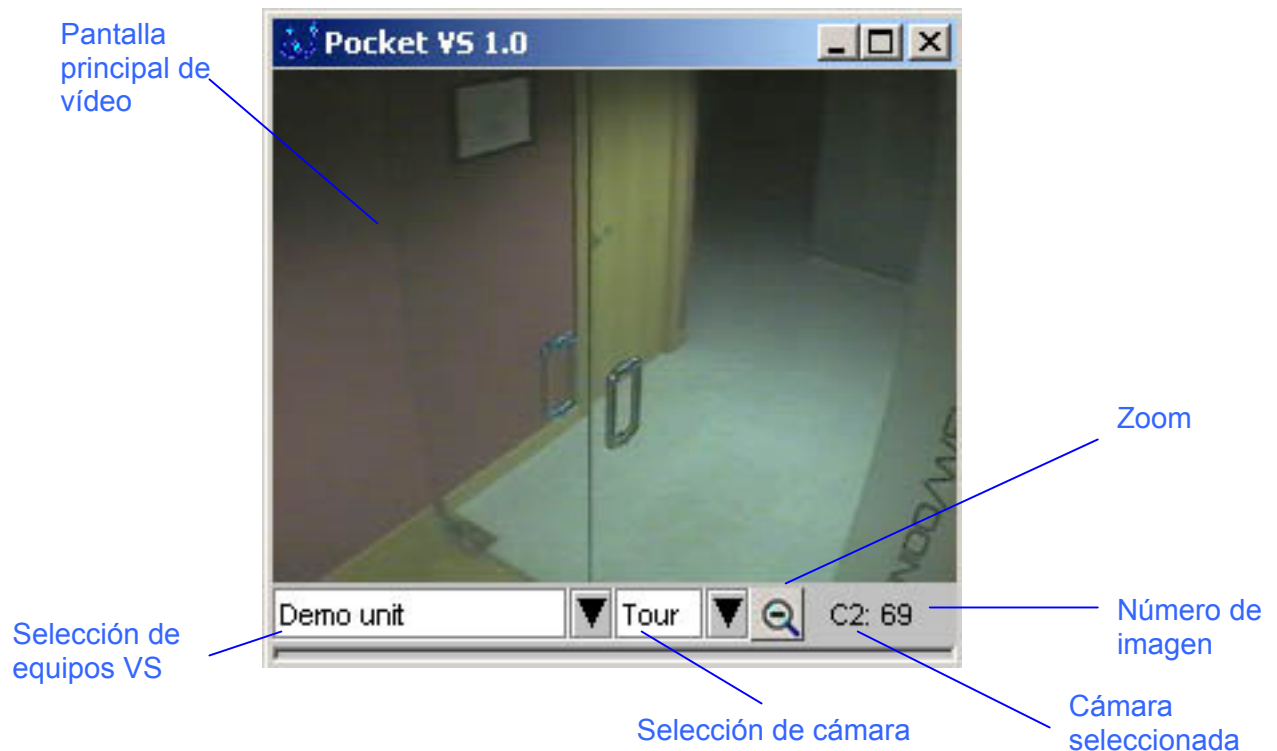 Pantalla
principal de
vídeo
Pocket VS 1.0
Zoom
Demo unit
Tour
C2: 69
Número de
imagen
Selección de
equipos VS
Selección de cámara
Cámara
seleccionada